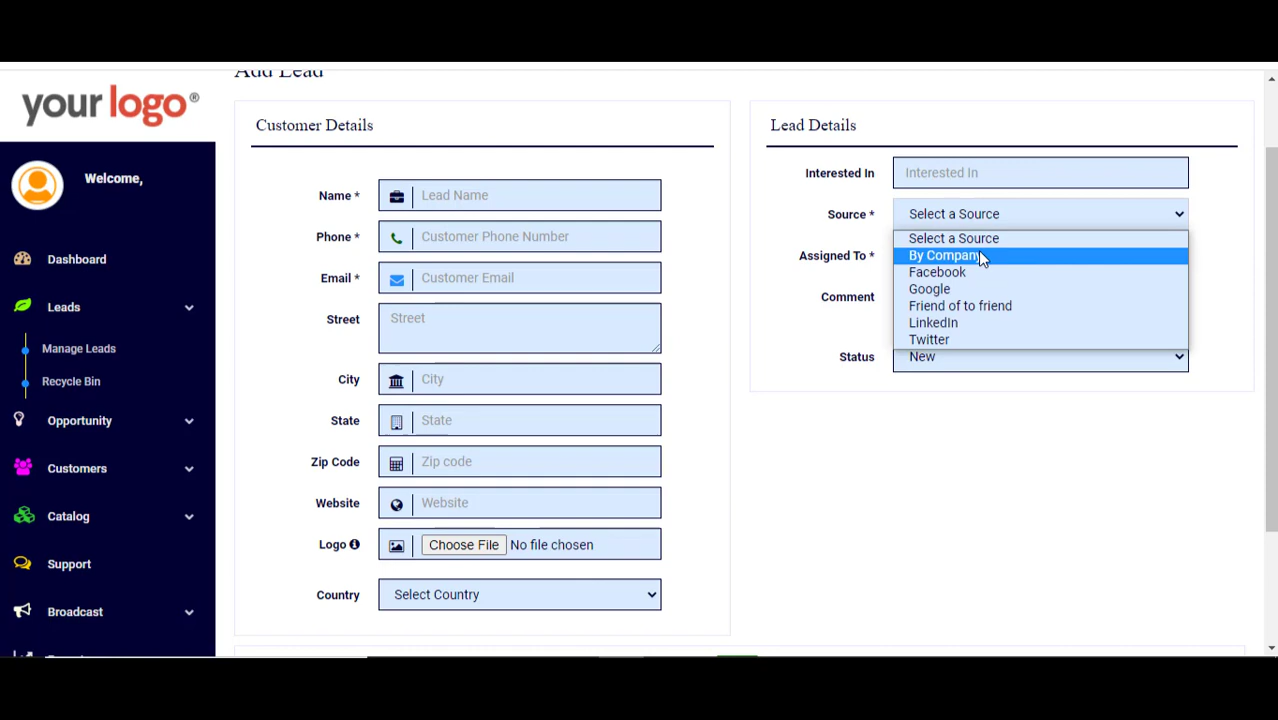 Add Lead
your logo®
Welcome,
Dashboard
Leads
Manage Leads
Recycle Bin
Opportunity
Customers
Catalog
Support
Broadcast
Customer Details
Name *
Lead Name
Phone *
Customer Phone Number
Email *
Customer Email
Street
Street
City
City
State
State
Zip Code
Zip code
Website
Website
Logo
Choose File No file chosen
Country
Select Country
Lead Details
Interested In
Interested In
Source *
Select a Source
Select a Source
By Company
Facebook
Google
Friend of to friend
LinkedIn
Twitter
Assigned To *
Comment
Status
New